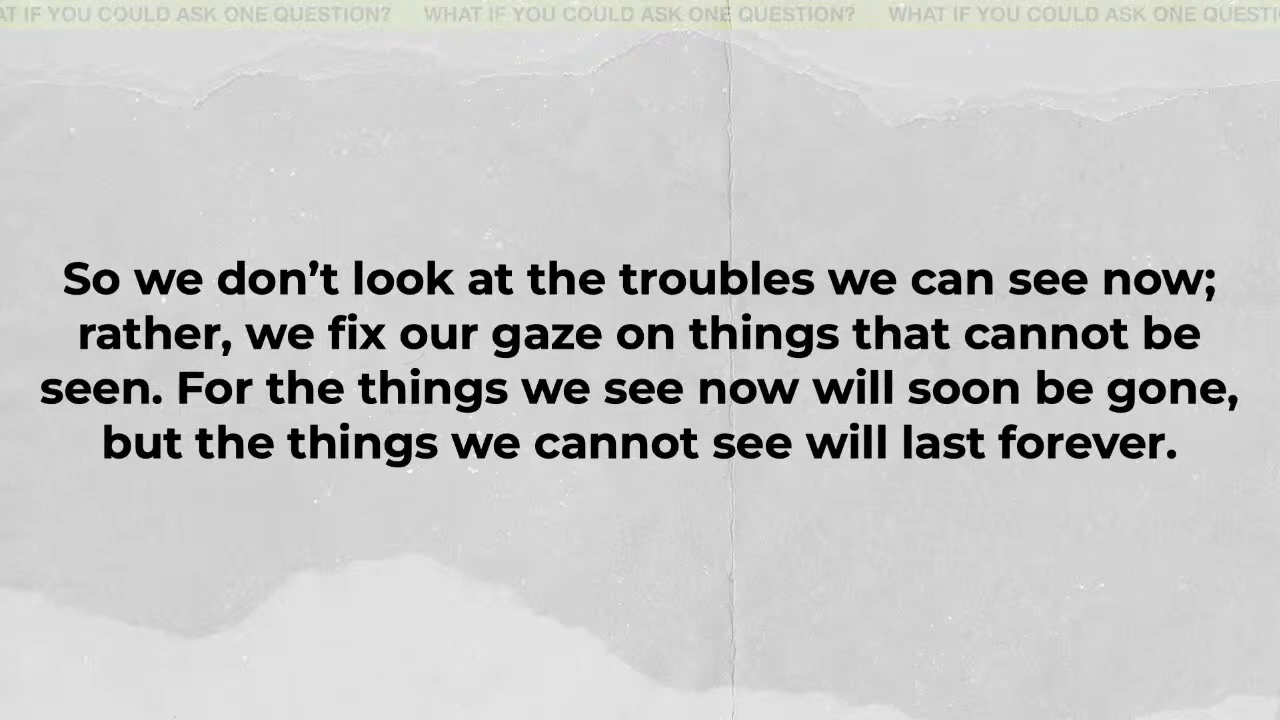 AT IF YOU COULD ASK ONE QUESTION? WHAT IF YOU COULD ASK ONE QUESTION? WHAT IF YOU COULD ASK ONE QUESTI
So we don’t look at the troubles we can see now;
rather, we fix our gaze on things that cannot be
seen. For the things we see now will soon be gone,
but the things we cannot see will last forever.